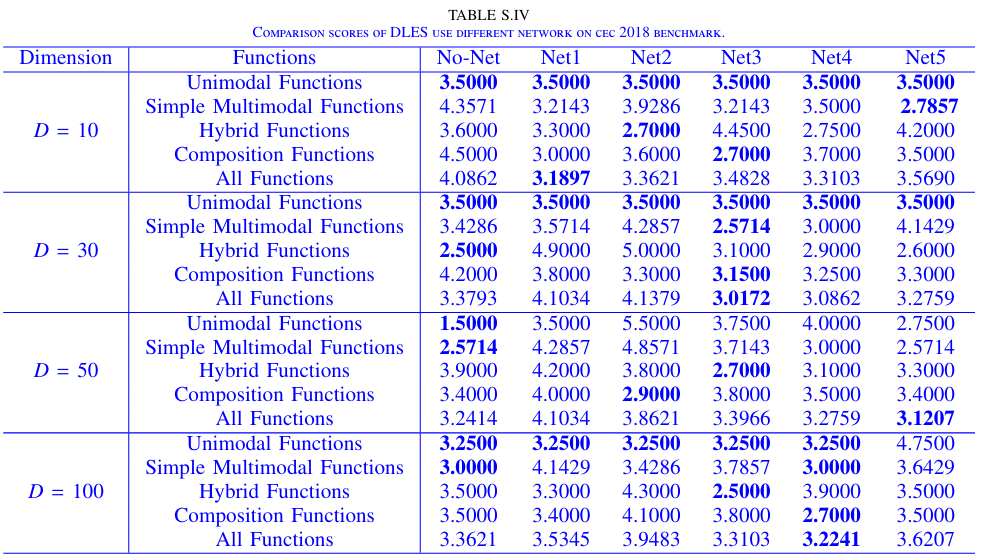 TABLE S.IV
Comparison scores of DLES use different network on cec 2018 benchmark.
Dimension Functions No-Net Net1 Net2 Net3 Net4 Net5
Unimodal Functions 3.5000 3.5000 3.5000 3.5000 3.5000 3.5000
Simple Multimodal Functions 4.3571 3.2143 3.9286 3.2143 3.5000 2.7857
D = 10 Hybrid Functions 3.6000 3.3000 2.7000 4.4500 2.7500 4.2000
Composition Functions 4.5000 3.0000 3.6000 2.7000 3.7000 3.5000
All Functions 4.0862 3.1897 3.3621 3.4828 3.3103 3.5690
Unimodal Functions 3.5000 3.5000 3.5000 3.5000 3.5000 3.5000
Simple Multimodal Functions 3.4286 3.5714 4.2857 2.5714 3.0000 4.1429
D = 30 Hybrid Functions 2.5000 4.9000 5.0000 3.1000 2.9000 2.6000
Composition Functions 4.2000 3.8000 3.3000 3.1500 3.2500 3.3000
All Functions 3.3793 4.1034 4.1379 3.0172 3.0862 3.2759
Unimodal Functions 1.5000 3.5000 5.5000 3.7500 4.0000 2.7500
Simple Multimodal Functions 2.5714 4.2857 4.8571 3.7143 3.0000 2.5714
D = 50 Hybrid Functions 3.9000 4.2000 3.8000 2.7000 3.1000 3.3000
Composition Functions 3.4000 4.0000 2.9000 3.8000 3.5000 3.4000
All Functions 3.2414 4.1034 3.8621 3.3966 3.2759 3.1207
Unimodal Functions 3.2500 3.2500 3.2500 3.2500 3.2500 4.7500
Simple Multimodal Functions 3.0000 4.1429 3.4286 3.7857 3.0000 3.6429
D = 100 Hybrid Functions 3.5000 3.3000 4.3000 2.5000 3.9000 3.5000
Composition Functions 3.5000 3.4000 4.1000 3.8000 2.7000 3.5000
All Functions 3.3621 3.5345 3.9483 3.3103 3.2241 3.6207